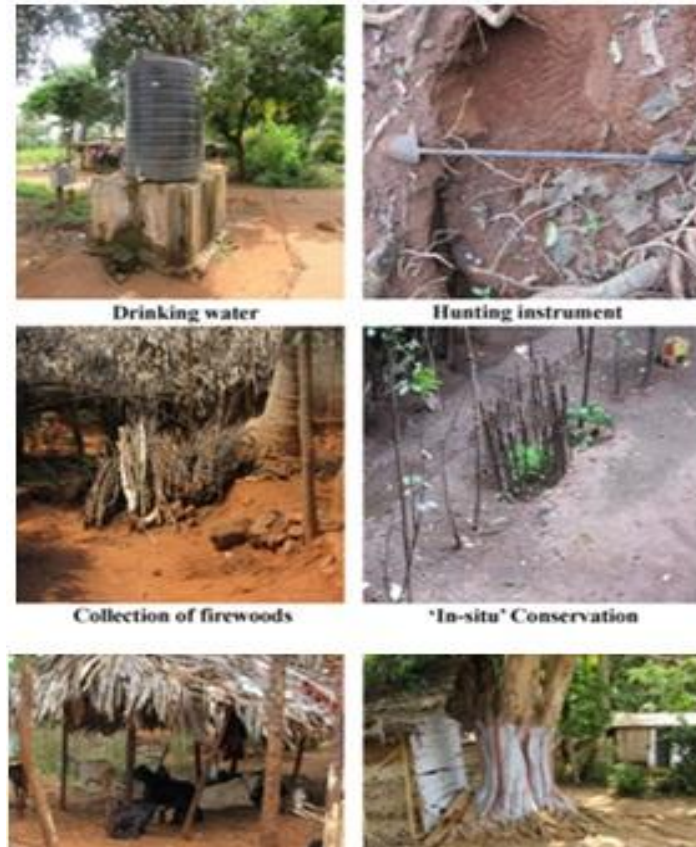 Drinking water
Hunting instrument
Collection of firewoods
'In-situ' Conservation